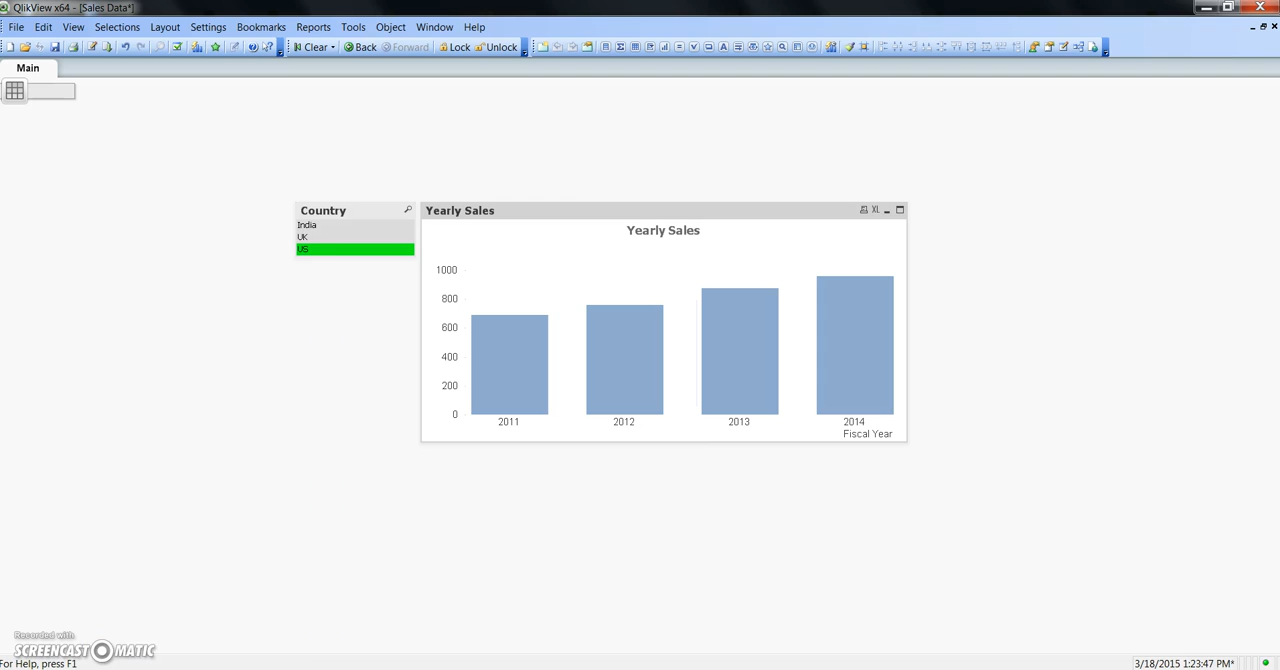 QlikView x64 - [Sales Data*]
File Edit View Selections Layout Settings Bookmarks Reports Tools Object Window Help
Clear Back Forward Lock Unlock
Main
Country
India
UK
US
Yearly Sales XL
Yearly Sales
1000
800
600
400
200
0
2011 2012 2013 2014
Fiscal Year
Recorded with
SCREENCAST MATIC
For Help, press F1 3/18/2015 1:23:47 PM*